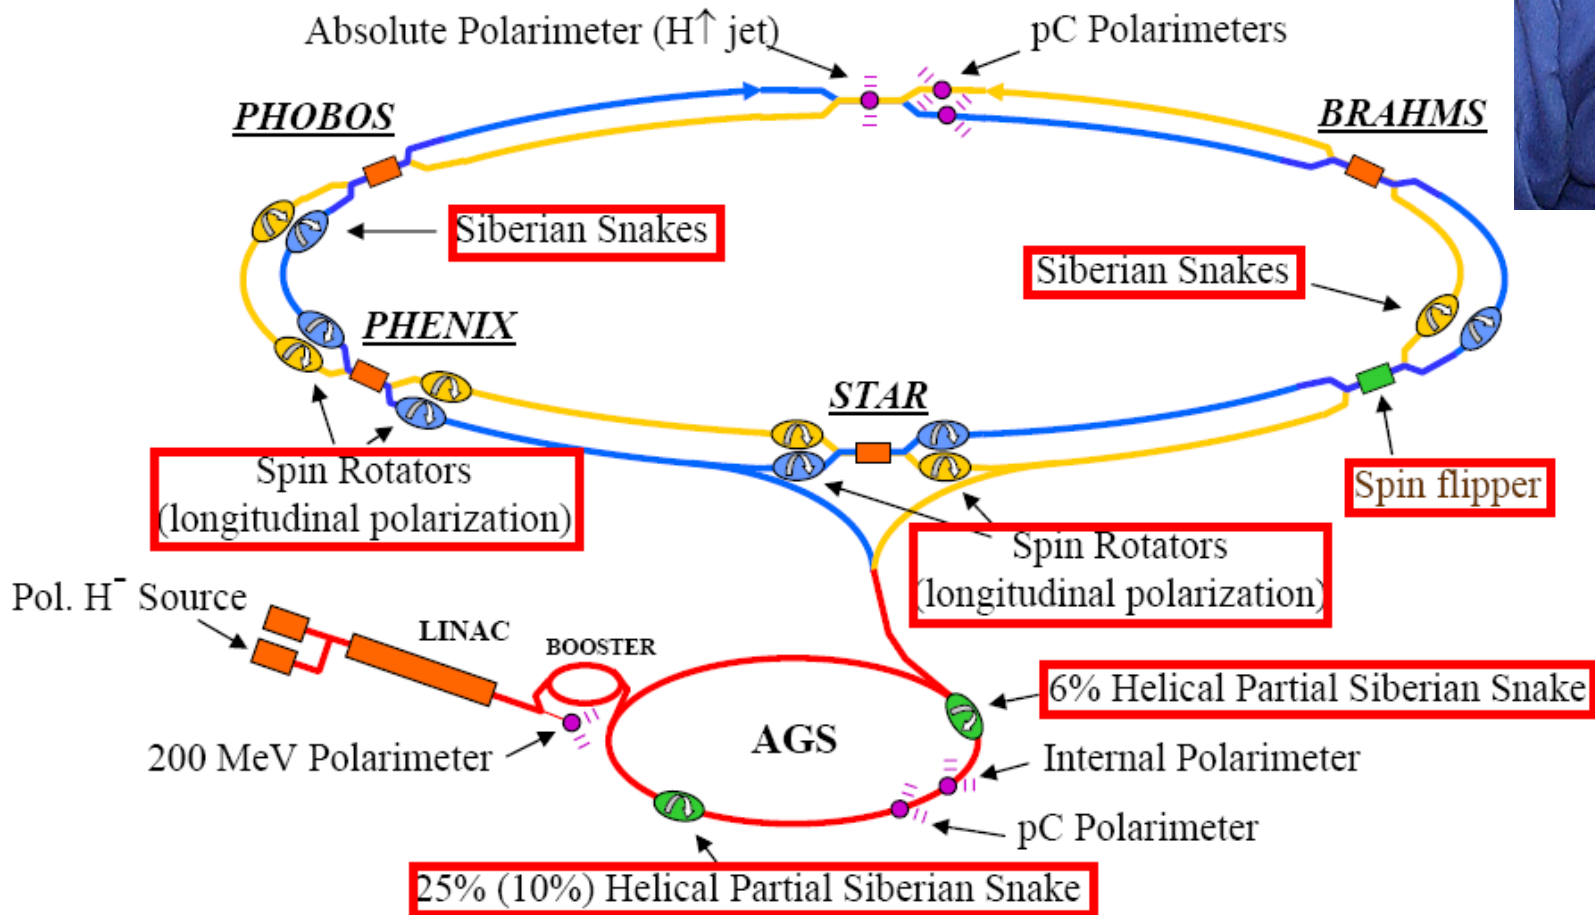 Absolute Polarimeter (H↑ jet)
pC Polarimeters
PHOBOS
BRAHMS
Siberian Snakes
Siberian Snakes
PHENIX
STAR
Spin Rotators
(longitudinal polarization)
Spin flipper
Spin Rotators
(longitudinal polarization)
Pol. H⁻ Source
LINAC
BOOSTER
6% Helical Partial Siberian Snake
AGS
200 MeV Polarimeter
Internal Polarimeter
pC Polarimeter
25% (10%) Helical Partial Siberian Snake